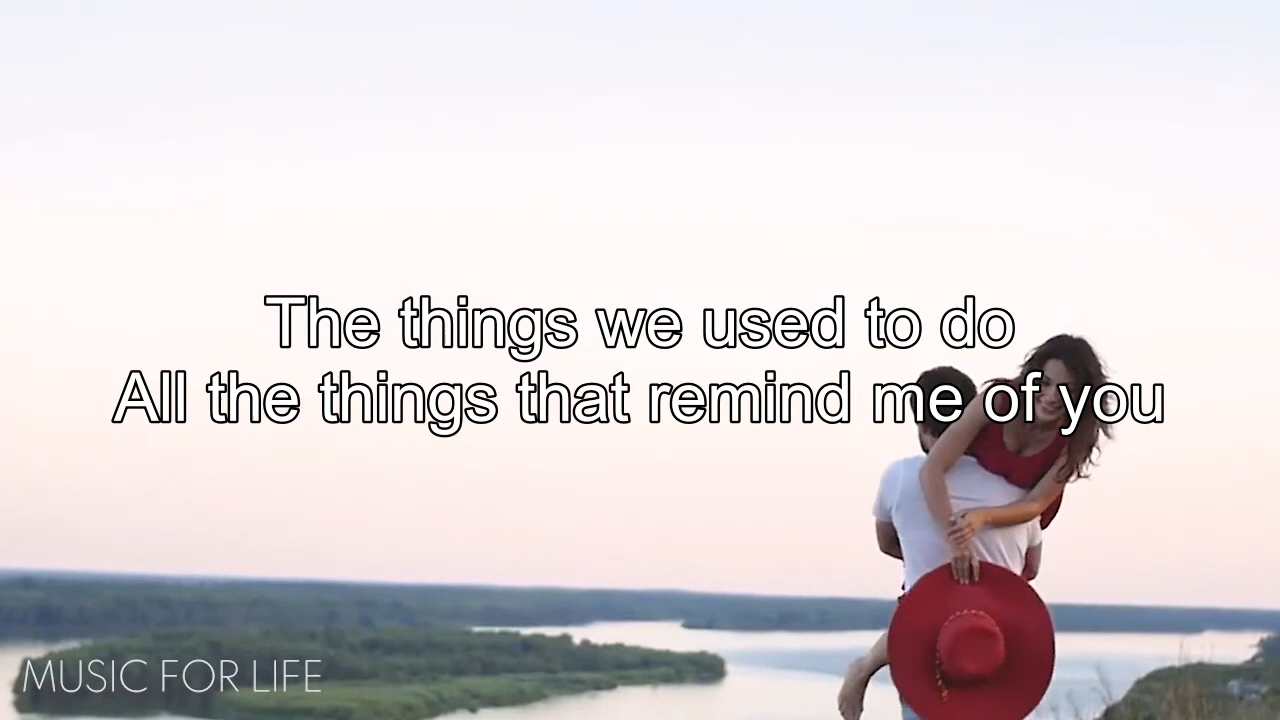 The things we used to do
All the things that remind me of you
MUSIC FOR LIFE